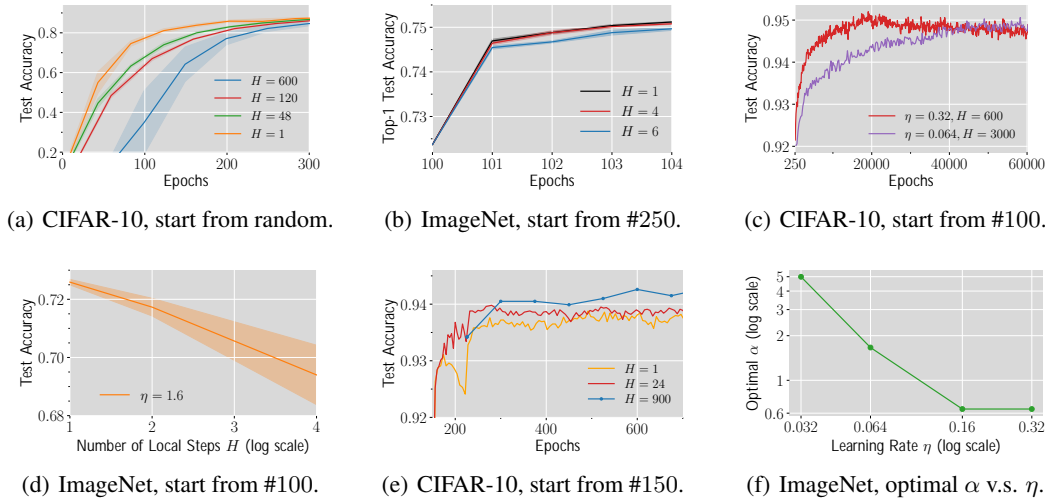 0.8
0.6
0.4
0.2
0
100
200
300
Test Accuracy
Epochs
H = 600
H = 120
H = 48
H = 1
(a) CIFAR-10, start from random.
0.75
0.74
0.73
100
101
102
103
104
Top-1 Test Accuracy
Epochs
H = 1
H = 4
H = 6
(b) ImageNet, start from #250.
0.95
0.94
0.93
0.92
250
20000
40000
60000
Test Accuracy
Epochs
η = 0.32, H = 600
η = 0.064, H = 3000
(c) CIFAR-10, start from #100.
0.72
0.70
0.68
1
2
3
4
Test Accuracy
Number of Local Steps H (log scale)
η = 1.6
(d) ImageNet, start from #100.
0.94
0.93
0.92
200
400
600
Test Accuracy
Epochs
H = 1
H = 24
H = 900
(e) CIFAR-10, start from #150.
5
3
2
1
0.6
0.032
0.064
0.16
0.32
Optimal α (log scale)
Learning Rate η (log scale)
(f) ImageNet, optimal α v.s. η.